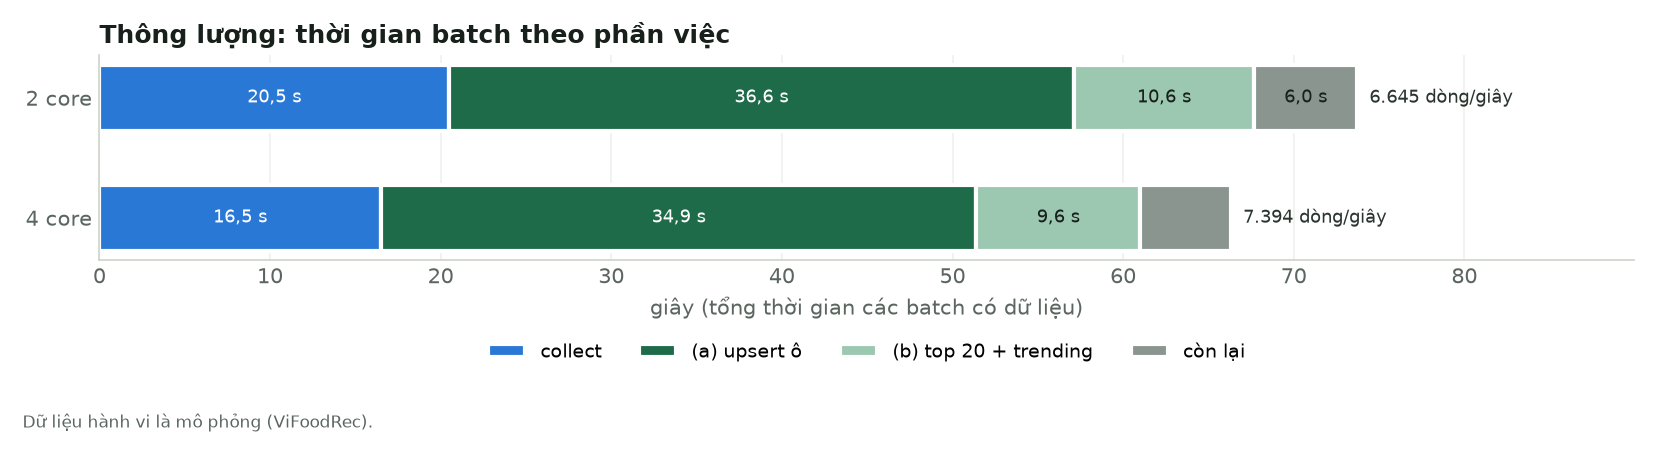 Thông lượng: thời gian batch theo phần việc
2 core
20,5 s
36,6 s
10,6 s
6,0 s
6.645 dòng/giây
4 core
16,5 s
34,9 s
9,6 s
7.394 dòng/giây
0 10 20 30 40 50 60 70 80
giây (tổng thời gian các batch có dữ liệu)
collect
(a) upsert ô
(b) top 20 + trending
còn lại
Dữ liệu hành vi là mô phỏng (ViFoodRec).